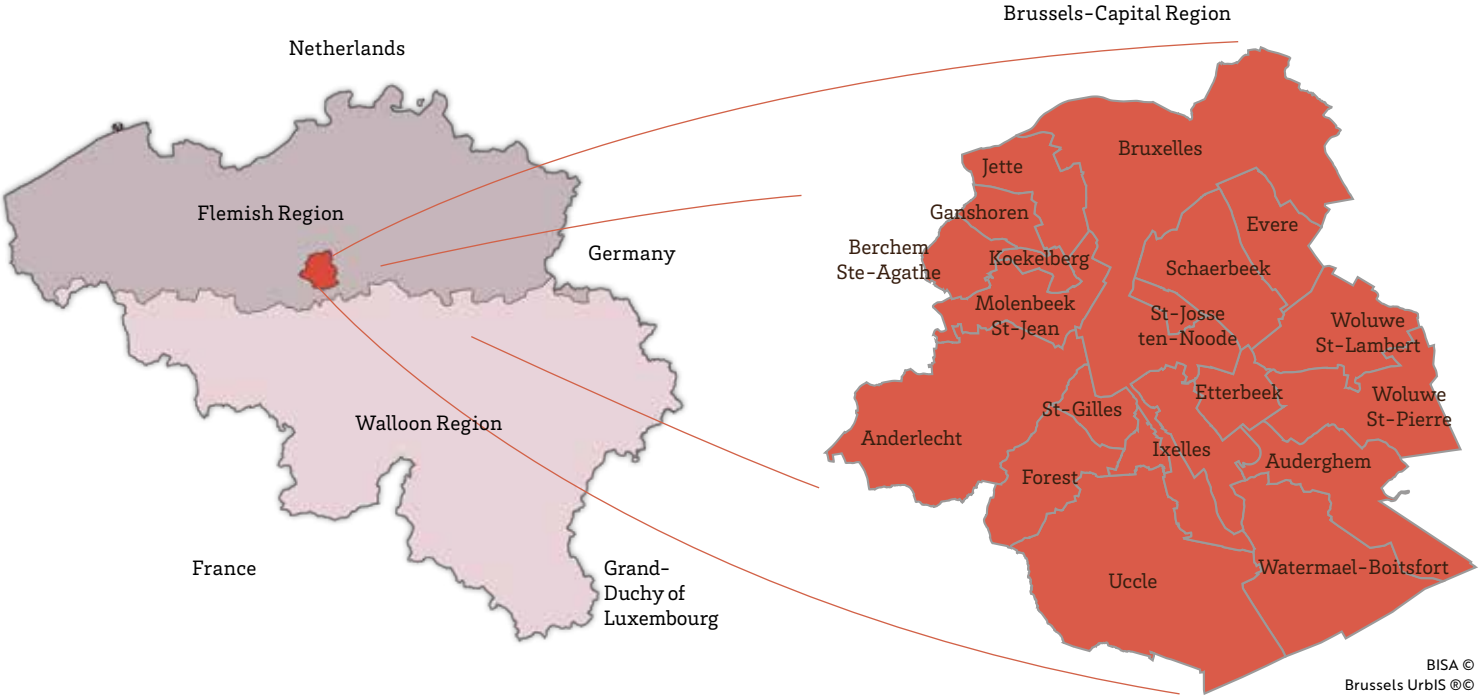 Brussels-Capital Region
Netherlands
Flemish Region
Germany
Walloon Region
France
Grand-
Duchy of
Luxembourg
Bruxelles
Jette
Ganshoren
Evere
Berchem
Ste-Agathe
Koekelberg
Schaerbeek
Molenbeek
St-Jean
St-Josse
ten-Noode
Woluwe
St-Lambert
Etterbeek
Woluwe
St-Pierre
St-Gilles
Anderlecht
Ixelles
Auderghem
Forest
Uccle
Watermael-Boitsfort
BISA ©
Brussels UrbIS ®©